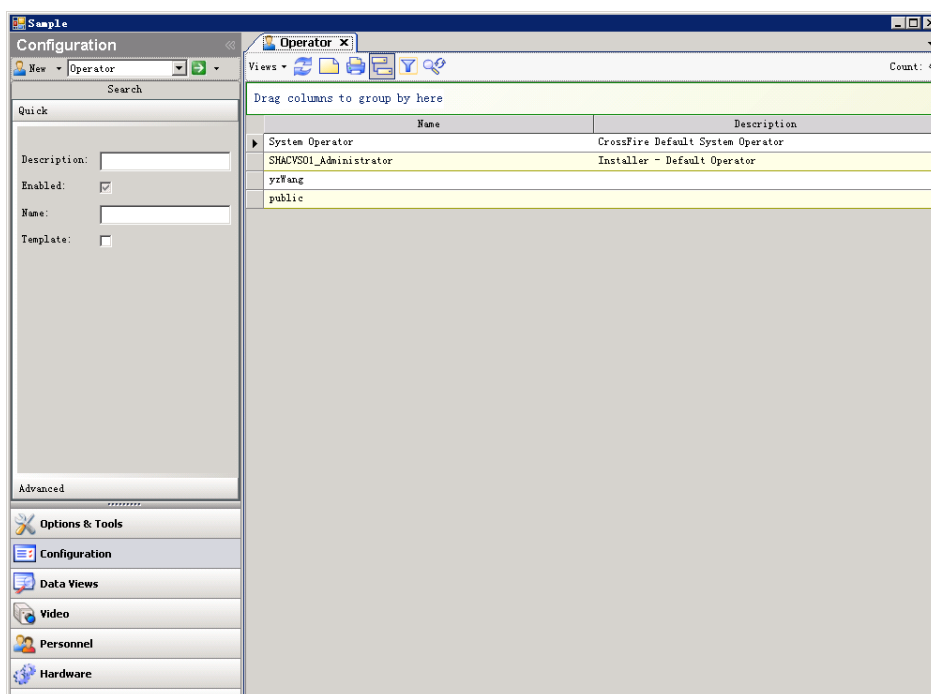 Sample
Configuration
Operator
New Operator
Views Count:
Search
Quick
Drag columns to group by here
Name Description
System Operator CrossFire Default System Operator
SHACVS01_Administrator Installer - Default Operator
yzWang
public
Description:
Enabled:
Name:
Template:
Advanced
Options & Tools
Configuration
Data Views
Video
Personnel
Hardware